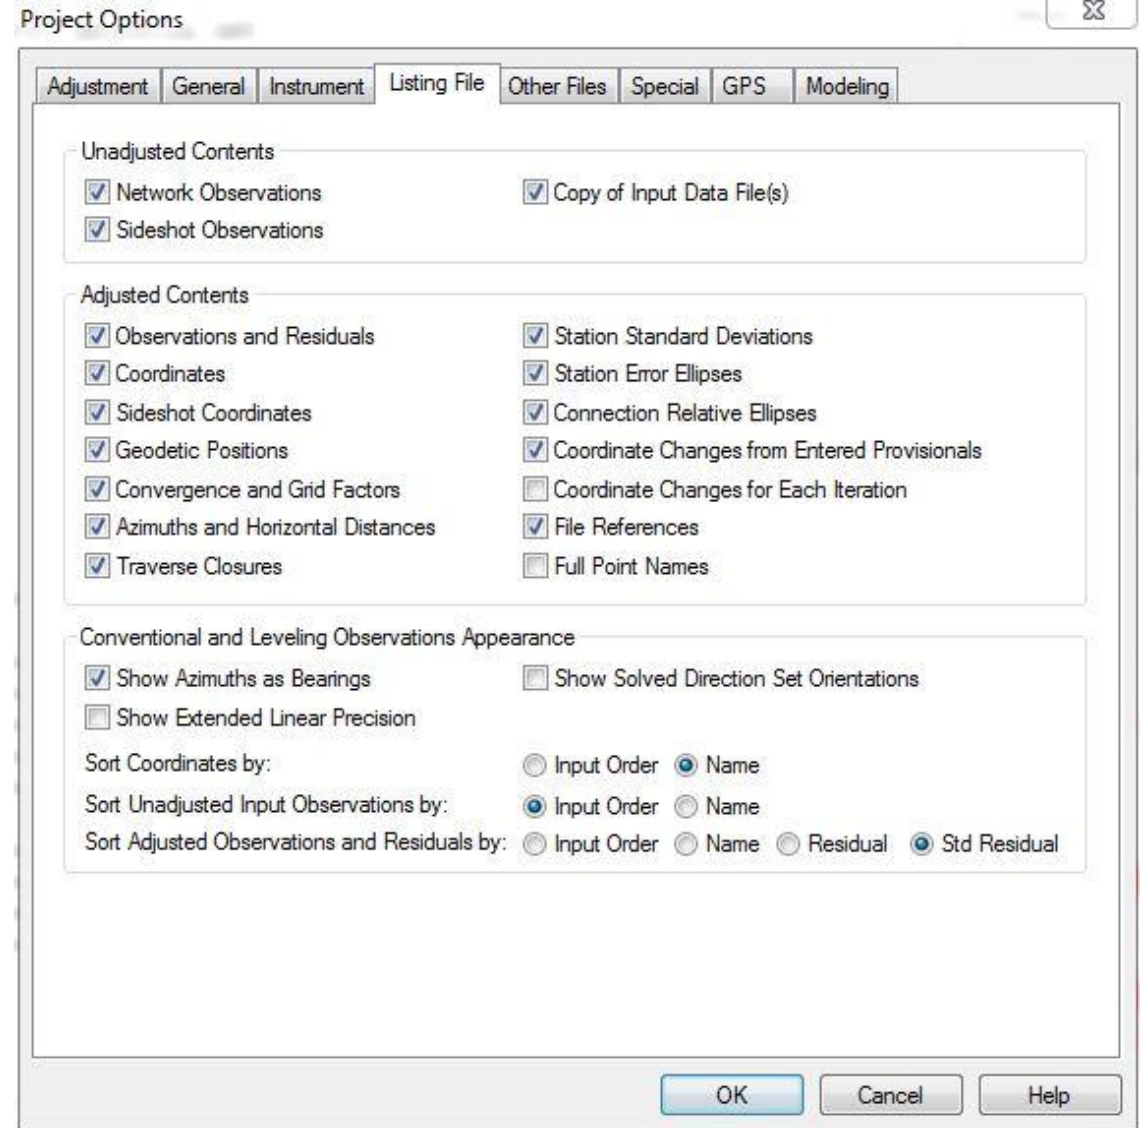 Project Options
Adjustment General Instrument Listing File Other Files Special GPS Modeling
Unadjusted Contents
Network Observations Copy of Input Data File(s)
Sideshot Observations
Adjusted Contents
Observations and Residuals Station Standard Deviations
Coordinates Station Error Ellipses
Sideshot Coordinates Connection Relative Ellipses
Geodetic Positions Coordinate Changes from Entered Provisionals
Convergence and Grid Factors Coordinate Changes for Each Iteration
Azimuths and Horizontal Distances File References
Traverse Closures Full Point Names
Conventional and Leveling Observations Appearance
Show Azimuths as Bearings Show Solved Direction Set Orientations
Show Extended Linear Precision
Sort Coordinates by: Input Order Name
Sort Unadjusted Input Observations by: Input Order Name
Sort Adjusted Observations and Residuals by: Input Order Name Residual Std Residual
OK Cancel Help